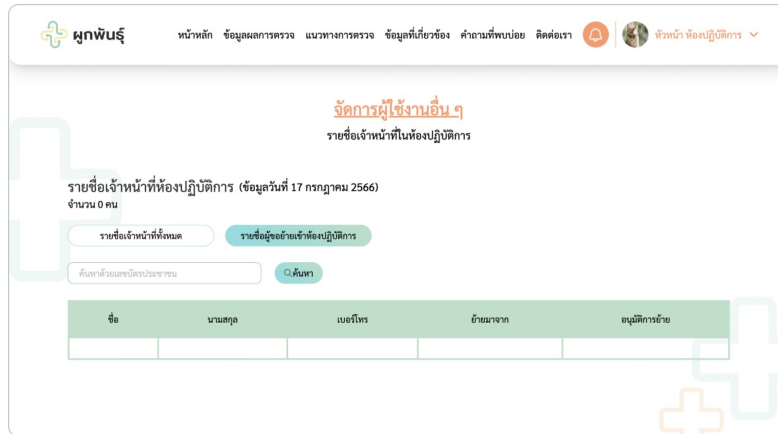 ผูกพันธุ์
หน้าหลัก ข้อมูลผลการตรวจ แนวทางการตรวจ ข้อมูลที่เกี่ยวข้อง คำถามที่พบบ่อย ติดต่อเรา หัวหน้า ห้องปฏิบัติการ
จัดการผู้ใช้งานอื่น ๆ
รายชื่อเจ้าหน้าที่ในห้องปฏิบัติการ
รายชื่อเจ้าหน้าที่ห้องปฏิบัติการ (ข้อมูลวันที่ 17 กรกฎาคม 2566)
จำนวน 0 คน
รายชื่อเจ้าหน้าที่ทั้งหมด รายชื่อผู้ขอย้ายเข้าห้องปฏิบัติการ
ค้นหาด้วยเลขบัตรประชาชน ค้นหา
ชื่อ นามสกุล เบอร์โทร ย้ายมาจาก อนุมัติการย้าย